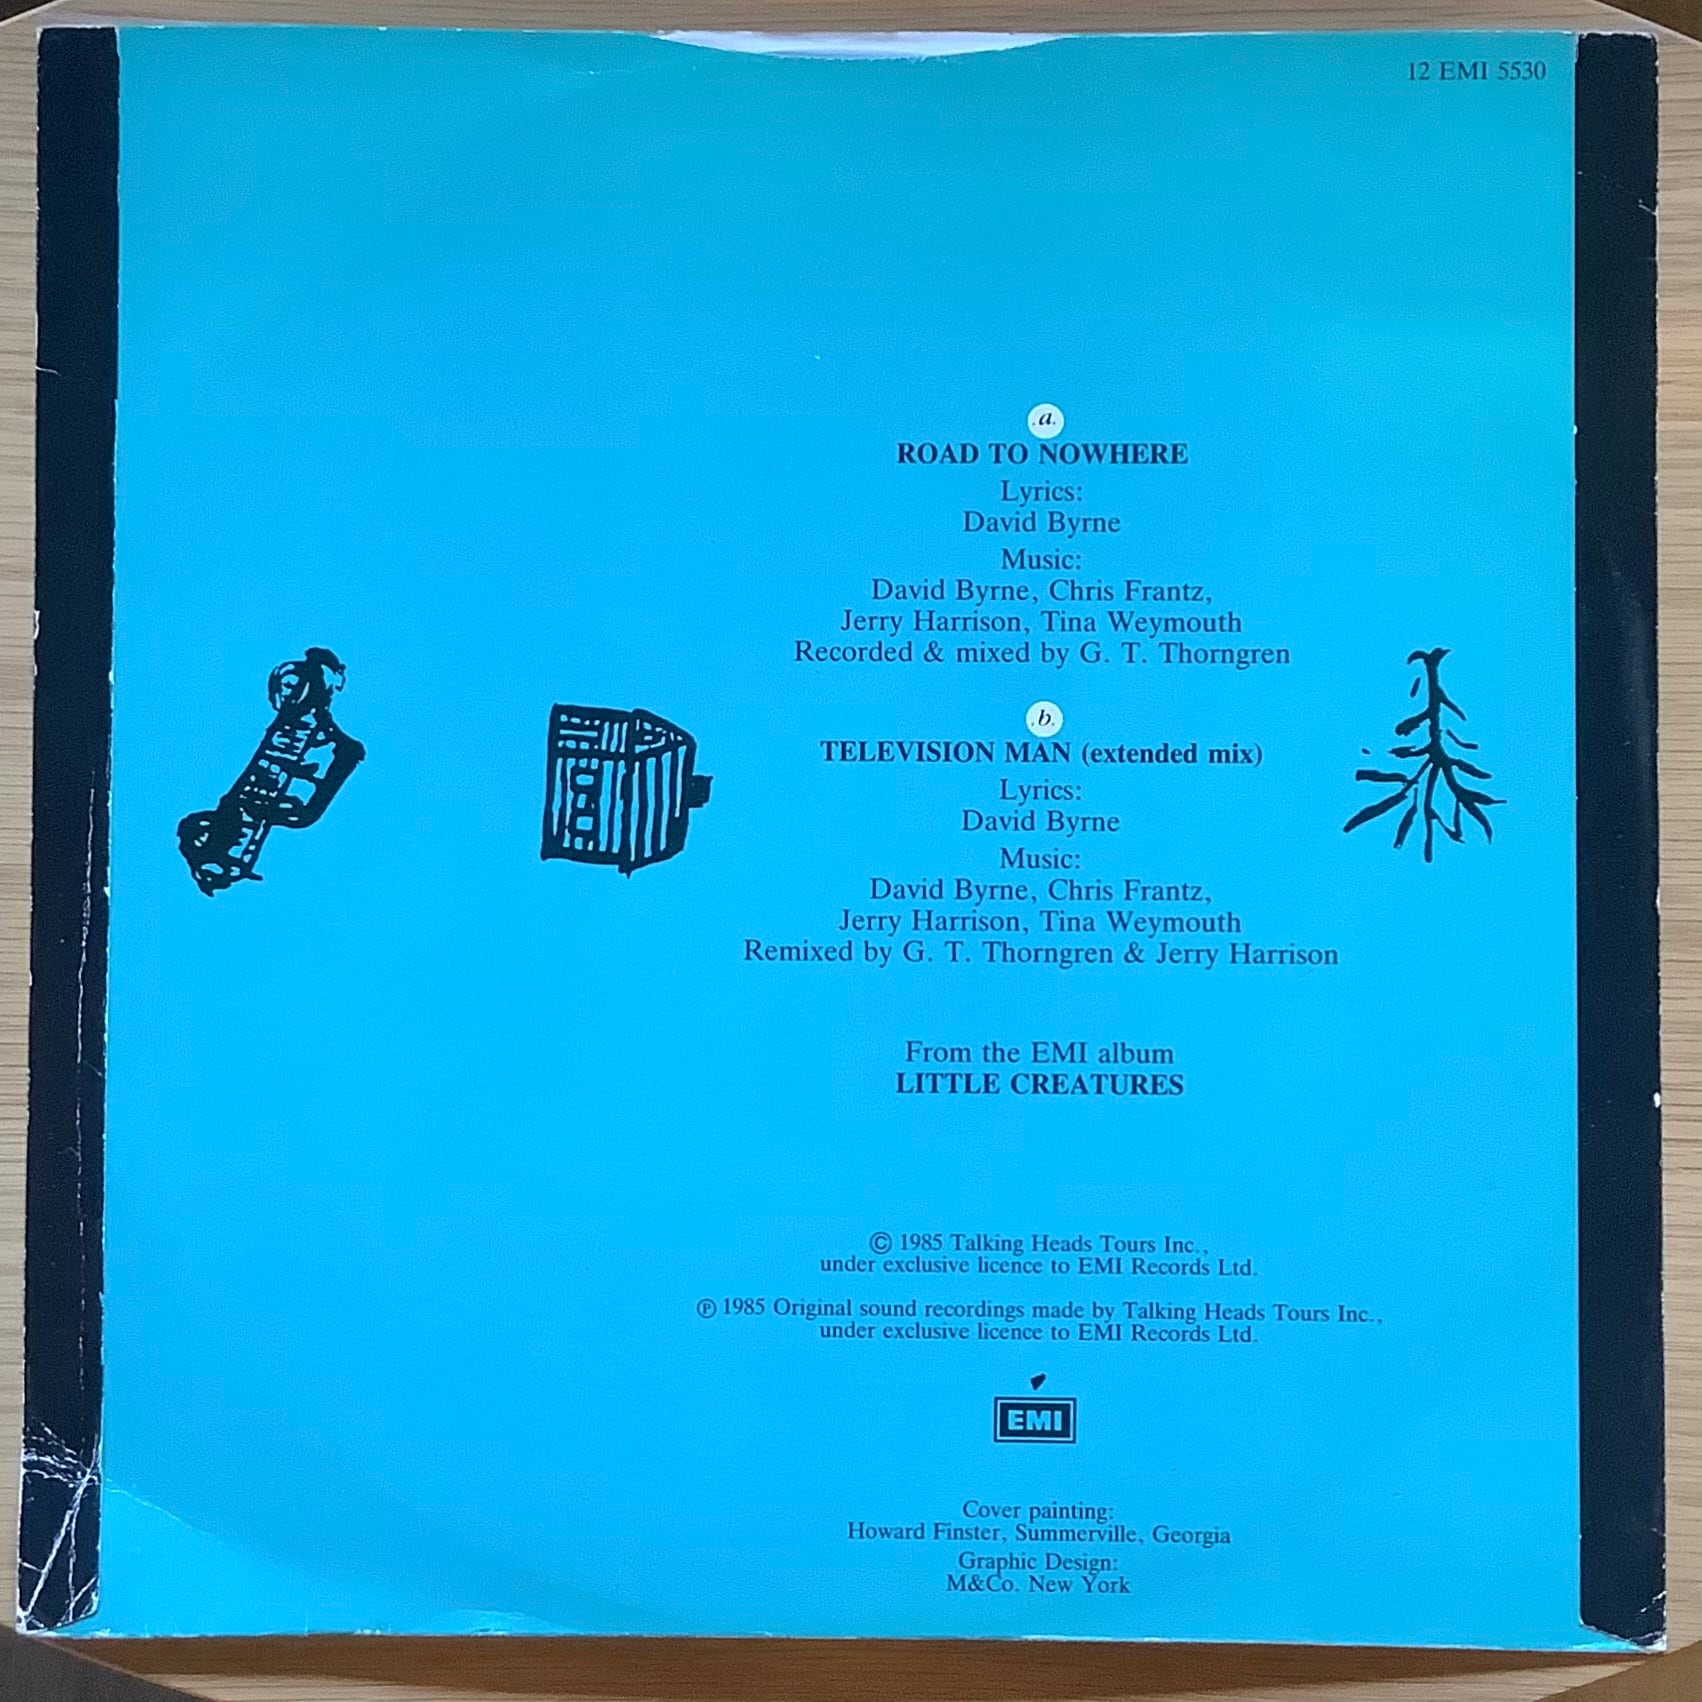 12 EMI 5530
.a.
ROAD TO NOWHERE
Lyrics:
David Byrne
Music:
David Byrne, Chris Frantz,
Jerry Harrison, Tina Weymouth
Recorded & mixed by G. T. Thorngren
.b.
TELEVISION MAN (extended mix)
Lyrics:
David Byrne
Music:
David Byrne, Chris Frantz,
Jerry Harrison, Tina Weymouth
Remixed by G. T. Thorngren & Jerry Harrison
From the EMI album
LITTLE CREATURES
© 1985 Talking Heads Tours Inc.,
under exclusive licence to EMI Records Ltd.
℗ 1985 Original sound recordings made by Talking Heads Tours Inc.,
under exclusive licence to EMI Records Ltd.
EMI
Cover painting:
Howard Finster, Summerville, Georgia
Graphic Design:
M&Co. New York